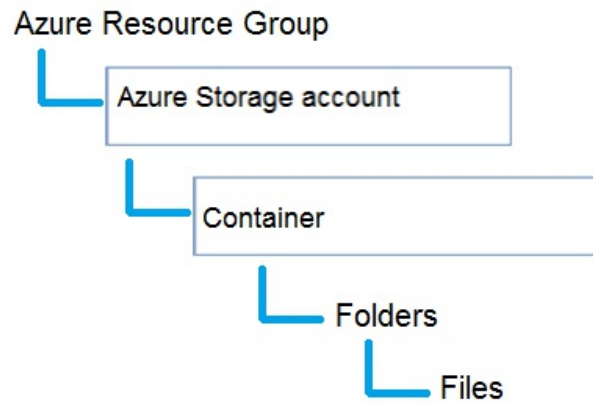 Azure Resource Group
Azure Storage account
Container
Folders
Files